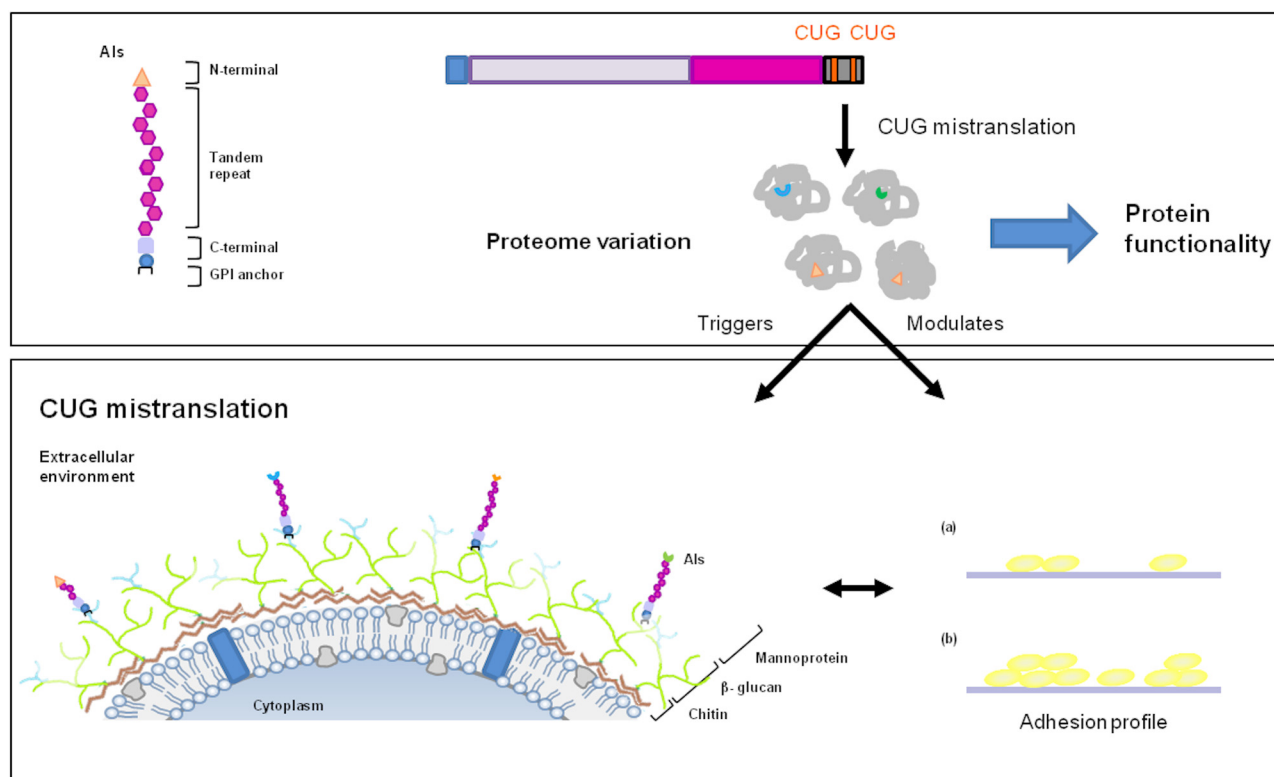 Als
N-terminal
Tandem
repeat
C-terminal
GPI anchor
CUG CUG
CUG mistranslation
Proteome variation
Protein
functionality
Triggers
Modulates
CUG mistranslation
Extracellular
environment
Als
Mannoprotein
β- glucan
Chitin
Cytoplasm
(a)
(b)
Adhesion profile